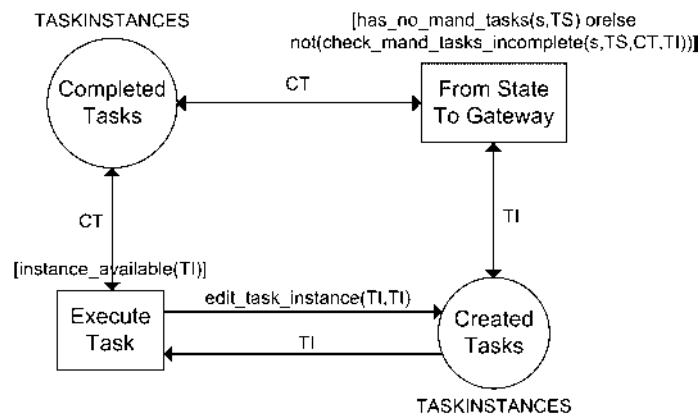 TASKINSTANCES
[has_no_mand_tasks(s,TS) orelse
not(check_mand_tasks_incomplete(s,TS,CT,TI))]
Completed
Tasks
CT
From State
To Gateway
CT
TI
[instance_available(TI)]
Execute
Task
edit_task_instance(TI,TI)
TI
Created
Tasks
TASKINSTANCES